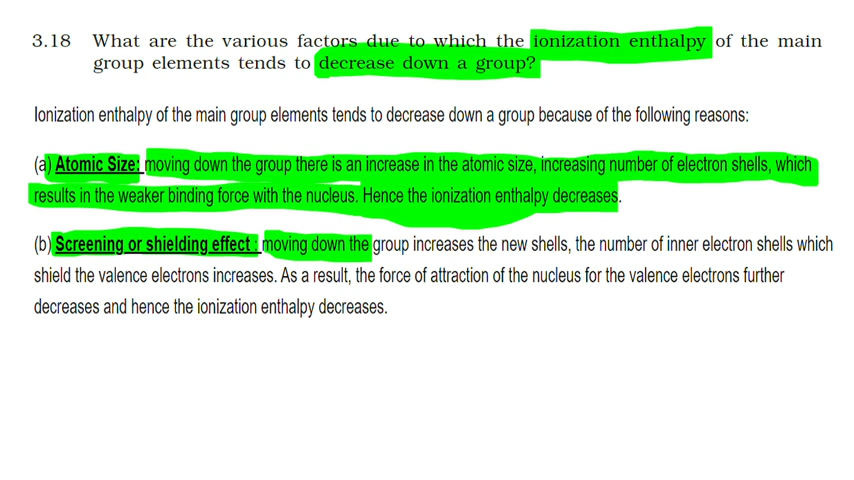 3.18 What are the various factors due to which the ionization enthalpy of the main
group elements tends to decrease down a group?
Ionization enthalpy of the main group elements tends to decrease down a group because of the following reasons:
(a) Atomic Size: moving down the group there is an increase in the atomic size, increasing number of electron shells, which
results in the weaker binding force with the nucleus. Hence the ionization enthalpy decreases.
(b) Screening or shielding effect : moving down the group increases the new shells, the number of inner electron shells which
shield the valence electrons increases. As a result, the force of attraction of the nucleus for the valence electrons further
decreases and hence the ionization enthalpy decreases.